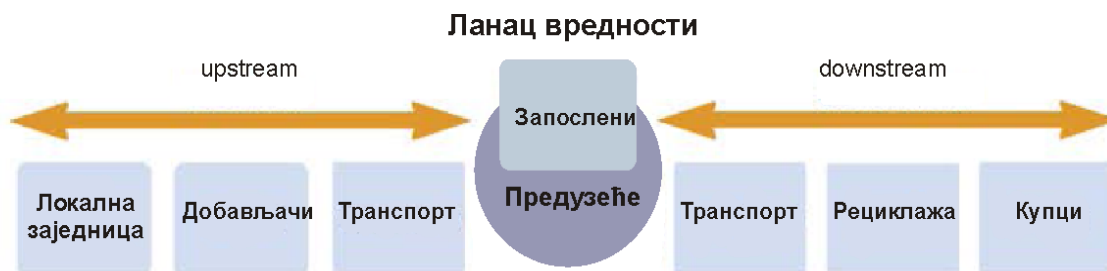 Ланац вредности
upstream
downstream
Запослени
Предузеће
Локална
заједница
Добављачи
Транспорт
Транспорт
Рециклажа
Купци